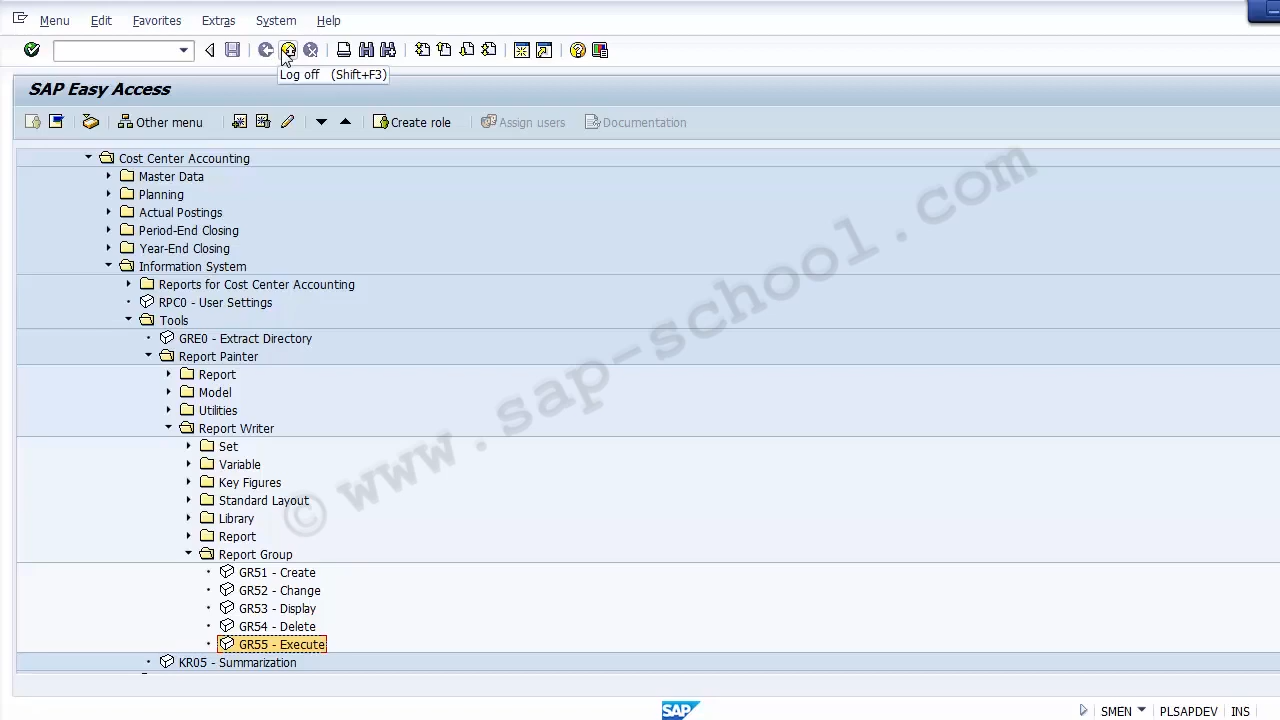 Menu Edit Favorites Extras System Help
Log off (Shift+F3)
SAP Easy Access
Other menu Create role Assign users Documentation
Cost Center Accounting
Master Data
Planning
Actual Postings
Period-End Closing
Year-End Closing
Information System
Reports for Cost Center Accounting
RPC0 - User Settings
Tools
GRE0 - Extract Directory
Report Painter
Report
Model
Utilities
Report Writer
Set
Variable
Key Figures
Standard Layout
Library
Report
Report Group
GR51 - Create
GR52 - Change
GR53 - Display
GR54 - Delete
GR55 - Execute
KR05 - Summarization
© www.sap-school.com
SAP SMEN PLSAPDEV INS